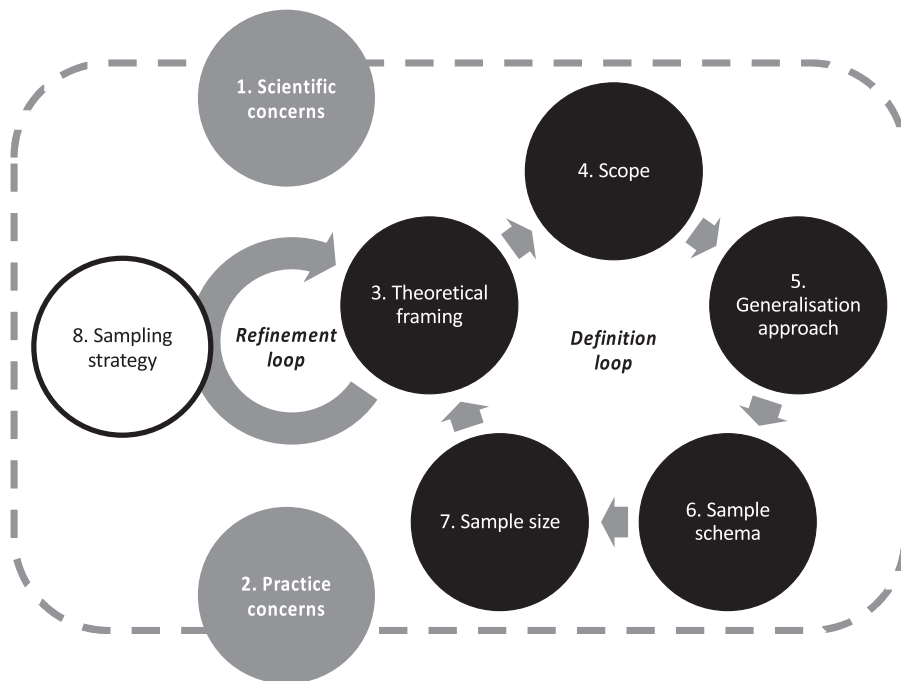 1. Scientific
concerns
4. Scope
3. Theoretical
framing
5.
Generalisation
approach
8. Sampling
strategy
Refinement
loop
Definition
loop
7. Sample size
6. Sample
schema
2. Practice
concerns